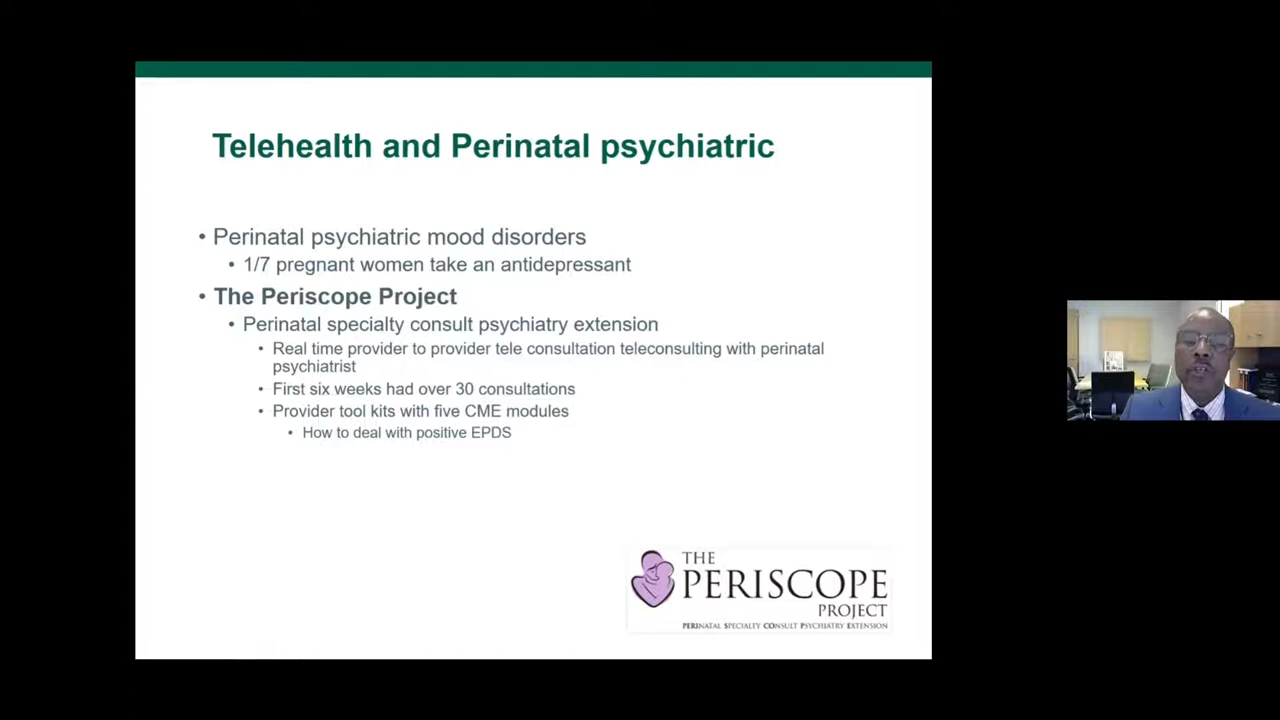 Telehealth and Perinatal psychiatric
• Perinatal psychiatric mood disorders
• 1/7 pregnant women take an antidepressant
• The Periscope Project
• Perinatal specialty consult psychiatry extension
• Real time provider to provider tele consultation teleconsulting with perinatal
psychiatrist
• First six weeks had over 30 consultations
• Provider tool kits with five CME modules
• How to deal with positive EPDS
THE
PERISCOPE
PROJECT
PERINATAL SPECIALTY CONSULT PSYCHIATRY EXTENSION